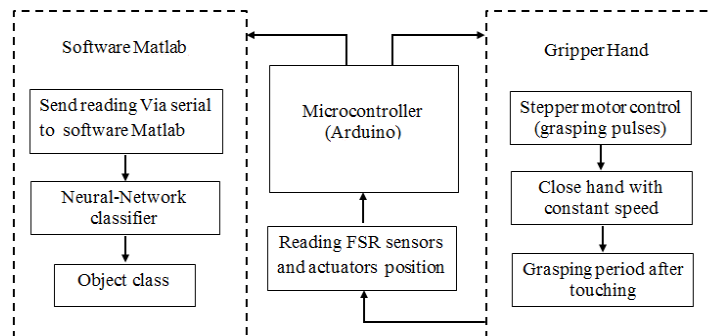 Software Matlab
Send reading Via serial
to software Matlab
Neural-Network
classifier
Object class
Microcontroller
(Arduino)
Reading FSR sensors
and actuators position
Gripper Hand
Stepper motor control
(grasping pulses)
Close hand with
constant speed
Grasping period after
touching